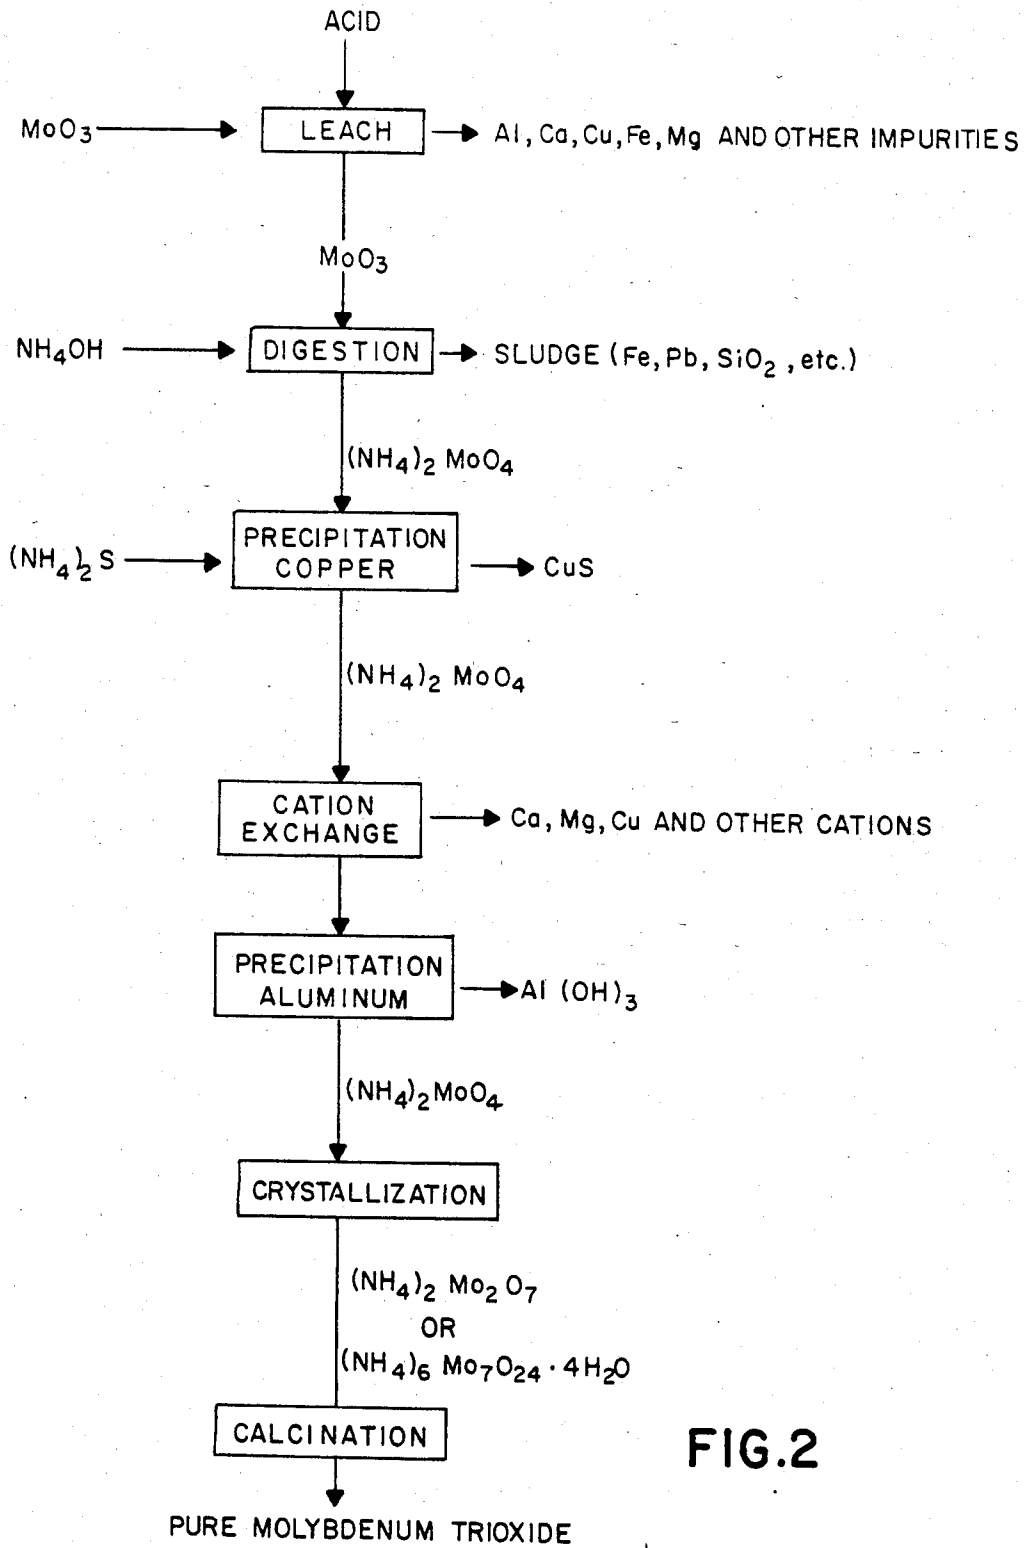 ACID
MoO3
LEACH
Al, Ca, Cu, Fe, Mg AND OTHER IMPURITIES
MoO3
NH4OH
DIGESTION
SLUDGE (Fe, Pb, SiO2, etc.)
(NH4)2 MoO4
(NH4)2 S
PRECIPITATION
COPPER
CuS
(NH4)2 MoO4
CATION
EXCHANGE
Ca, Mg, Cu AND OTHER CATIONS
PRECIPITATION
ALUMINUM
Al (OH)3
(NH4)2 MoO4
CRYSTALLIZATION
(NH4)2 Mo2 O7
OR
(NH4)6 Mo7O24 · 4H2O
CALCINATION
FIG.2
PURE MOLYBDENUM TRIOXIDE